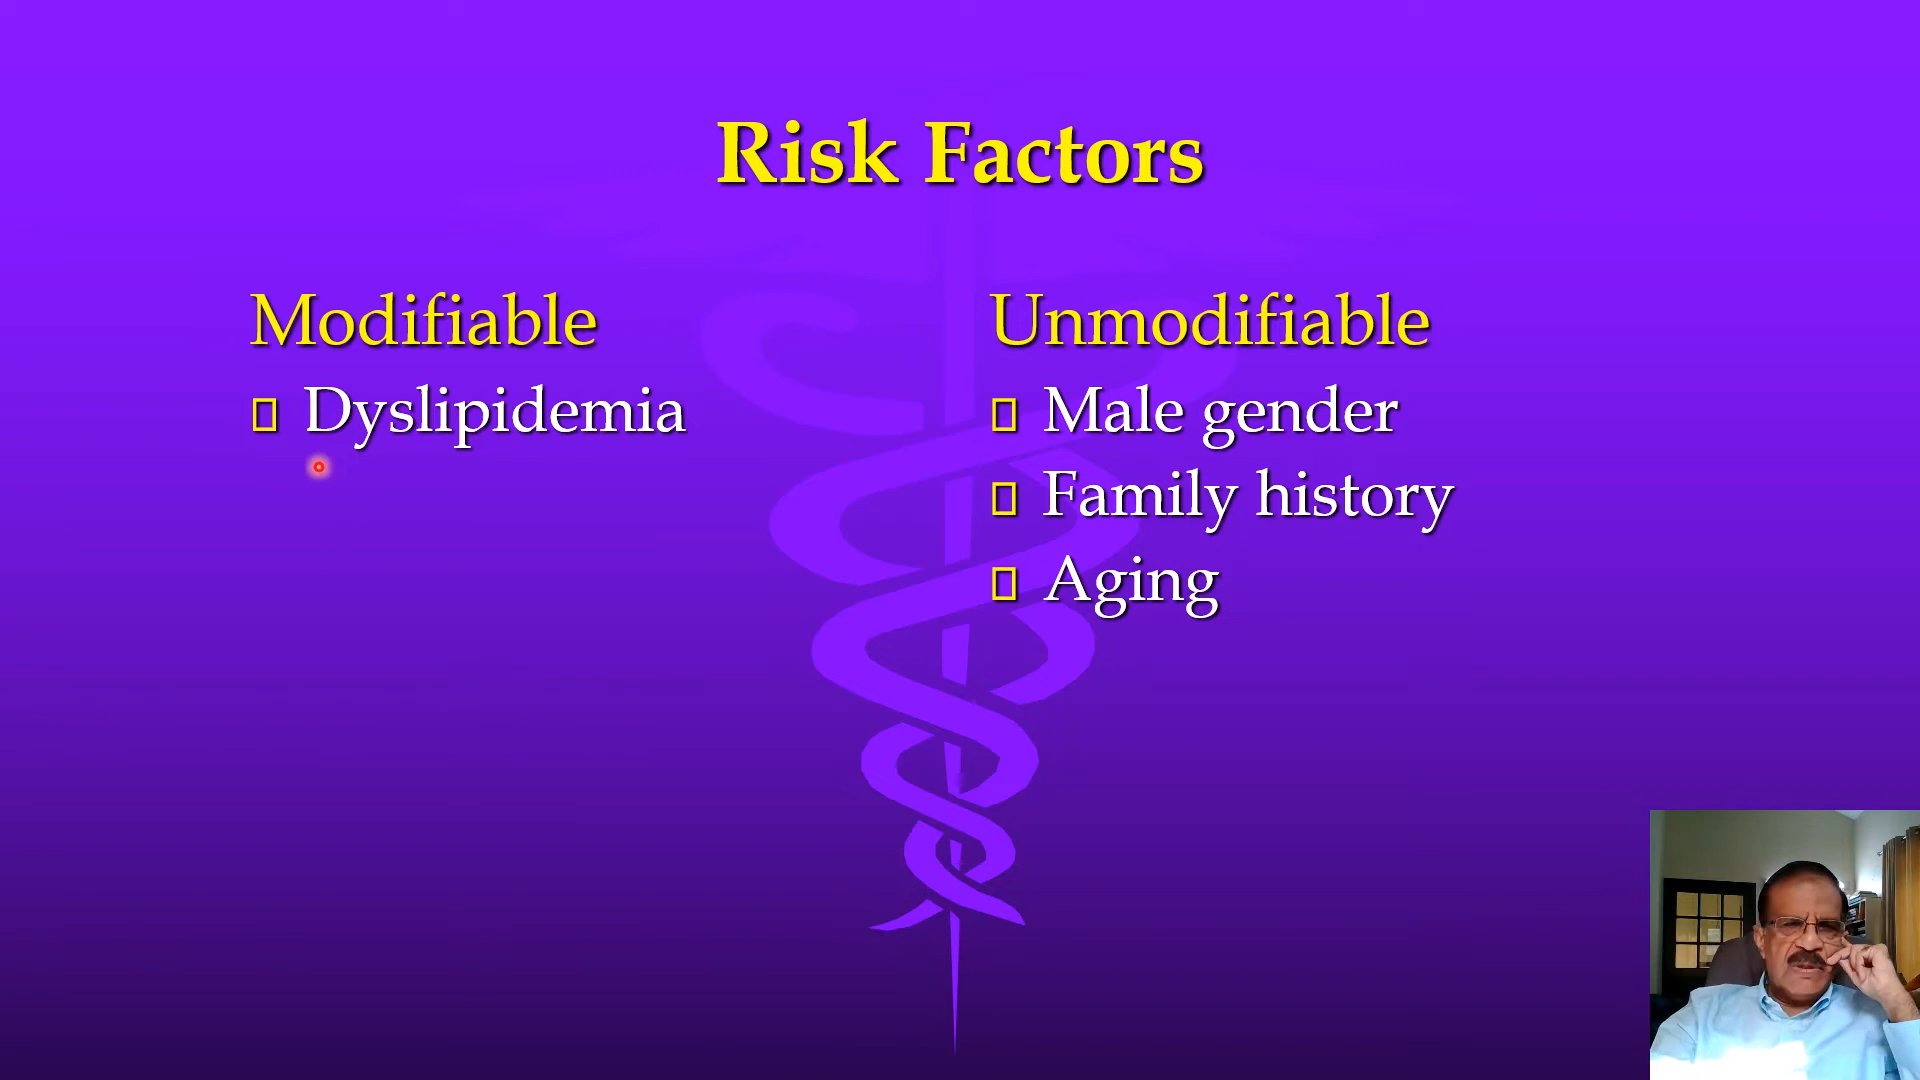 Risk Factors
Modifiable
Dyslipidemia
Unmodifiable
Male gender
Family history
Aging